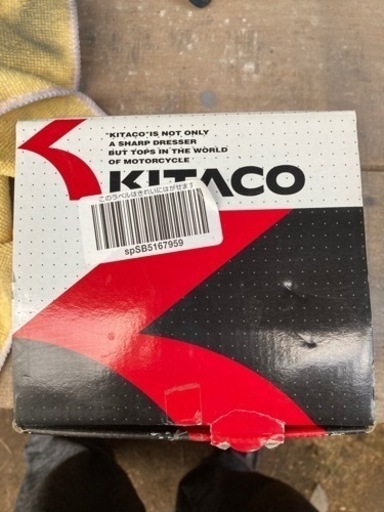 "KITACO" IS NOT ONLY
A SHARP DRESSER
BUT TOPS IN THE WORLD
OF MOTORCYCLE
KITACO
このラベルはきれいにはがせます
spSB5167959